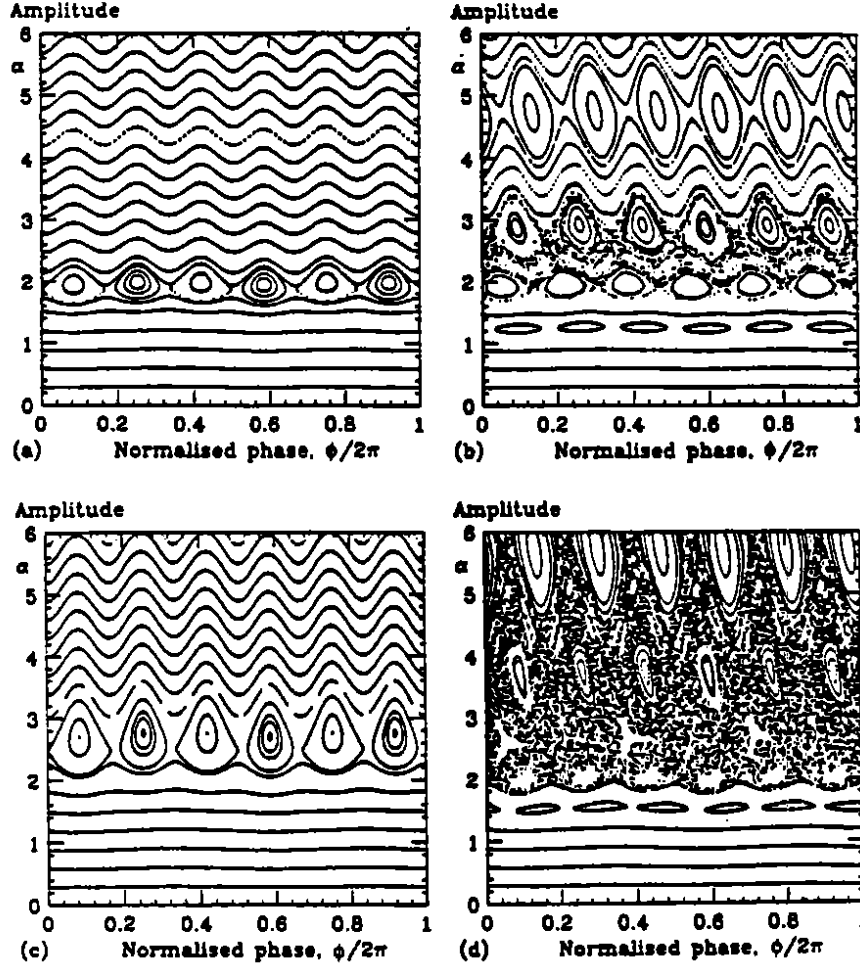 Amplitude
α
6
5
4
3
2
1
0
0 0.2 0.4 0.6 0.8 1
(a) Normalised phase, ϕ/2π
Amplitude
α
6
5
4
3
2
1
0
0 0.2 0.4 0.6 0.8 1
(b) Normalised phase, ϕ/2π
Amplitude
α
6
5
4
3
2
1
0
0 0.2 0.4 0.6 0.8 1
(c) Normalised phase, ϕ/2π
Amplitude
α
6
5
4
3
2
1
0
0 0.2 0.4 0.6 0.8 1
(d) Normalised phase, ϕ/2π